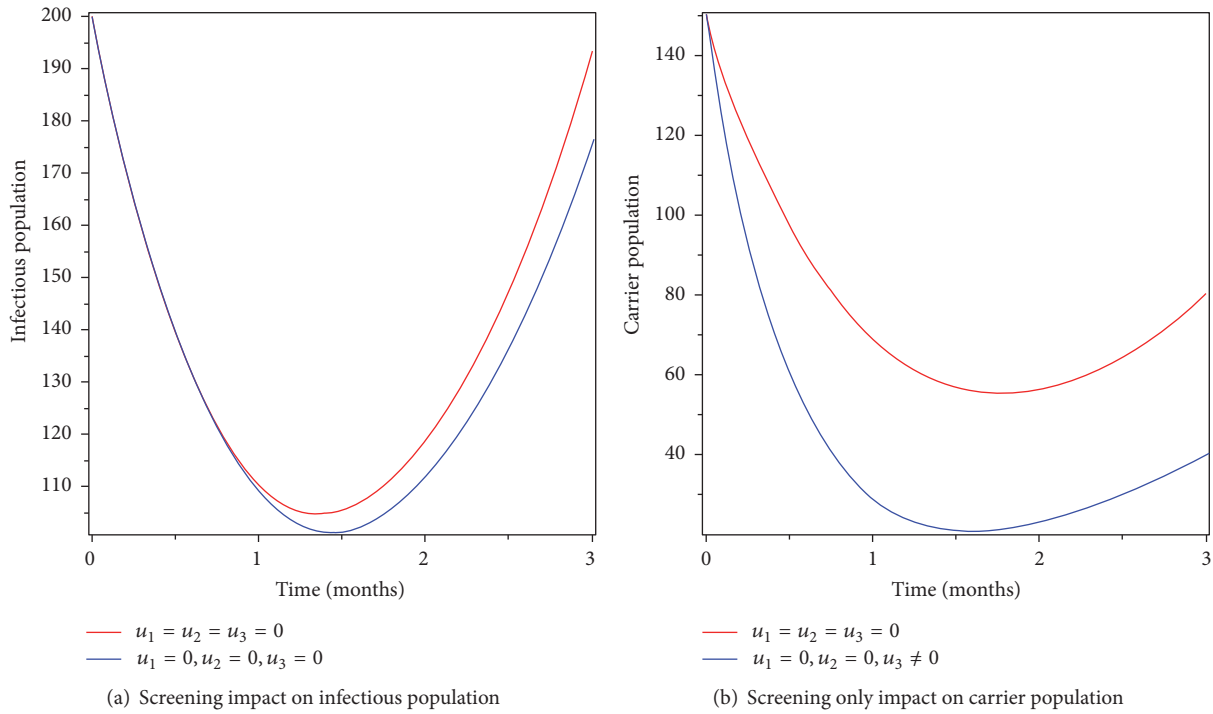 200
190
180
170
160
150
140
130
120
110
Infectious population
0
1
2
3
Time (months)
u₁ = u₂ = u₃ = 0
u₁ = 0, u₂ = 0, u₃ = 0
(a) Screening impact on infectious population
140
120
100
80
60
40
Carrier population
0
1
2
3
Time (months)
u₁ = u₂ = u₃ = 0
u₁ = 0, u₂ = 0, u₃ ≠ 0
(b) Screening only impact on carrier population